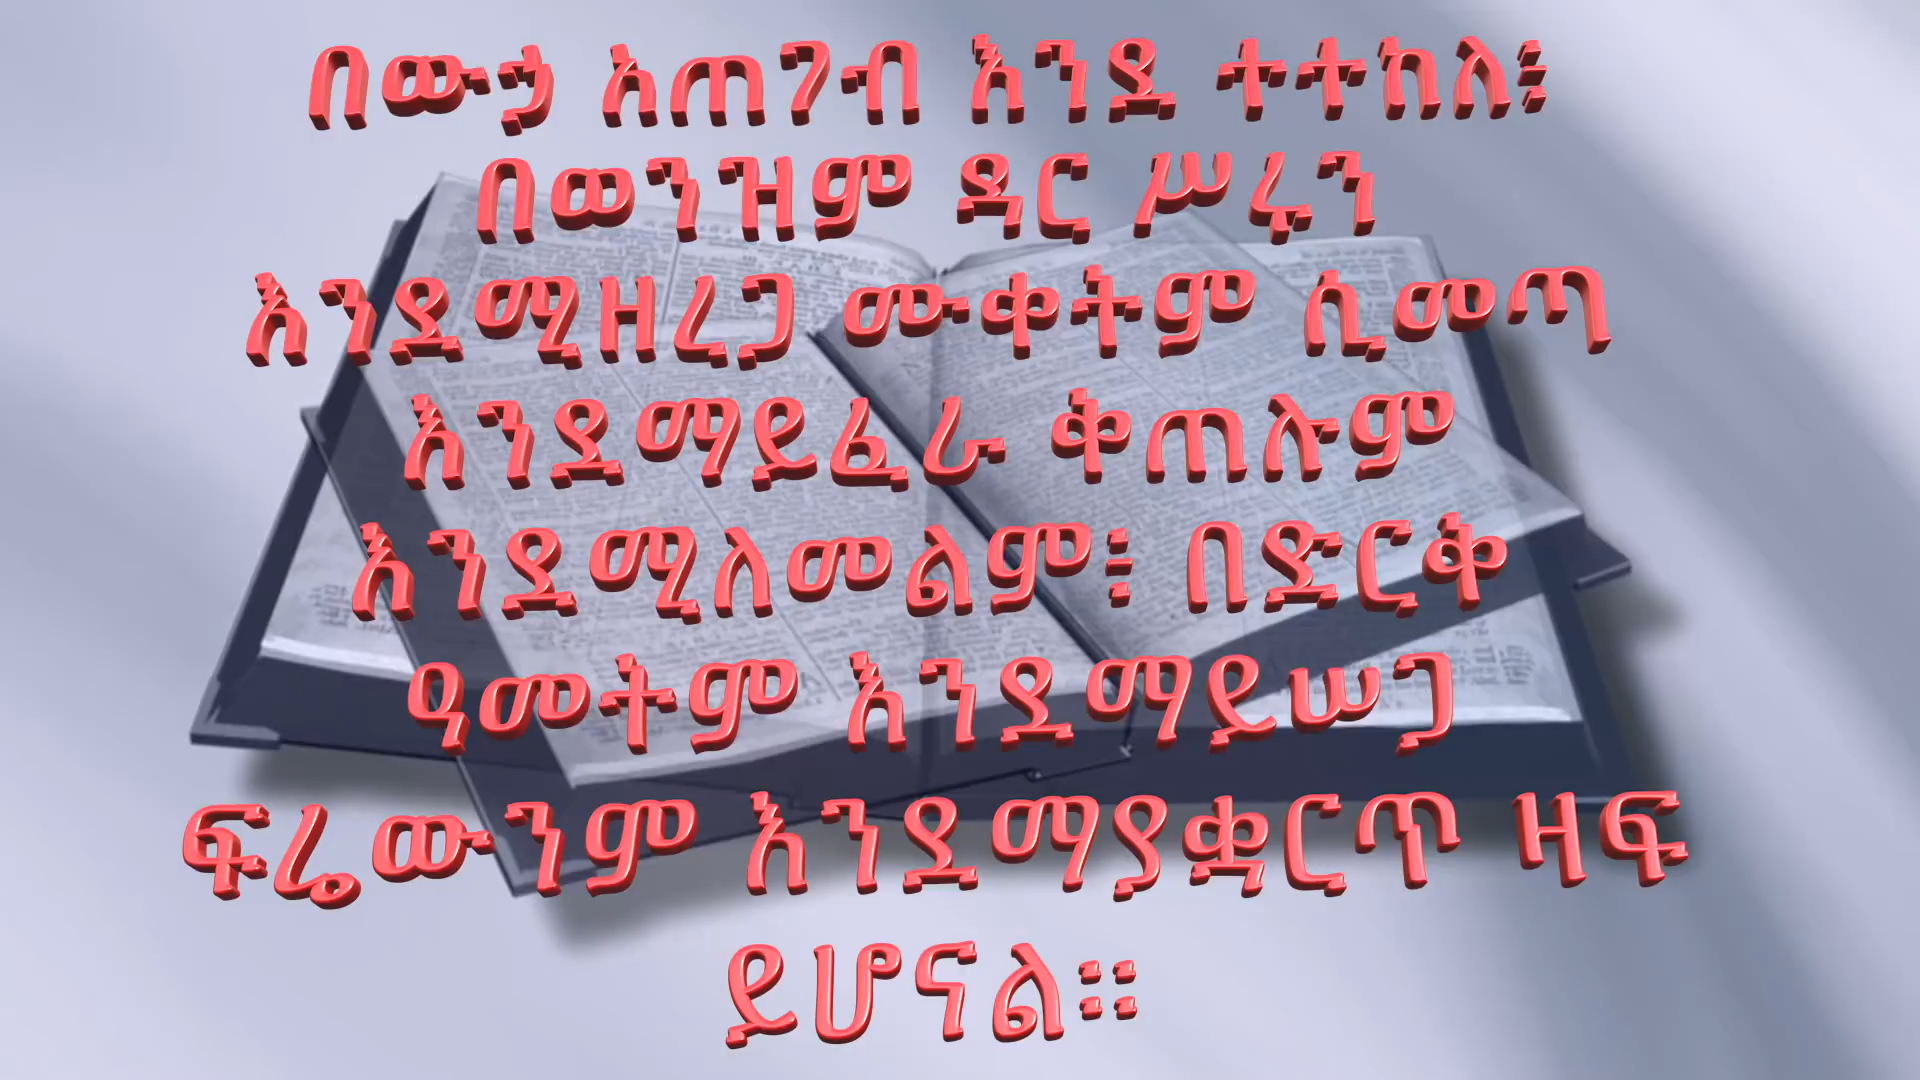 በውኃ አጠገብ እንደ ተተከለ፤
በወንዝም ዳር ሥሩን
እንደሚዘረጋ ሙቀትም ሲመጣ
እንደማይፈራ ቅጠሉም
እንደሚለመልም፤ በድርቅ
ዓመትም እንደማይሠጋ
ፍሬውንም እንደማያቋርጥ ዛፍ
ይሆናል።